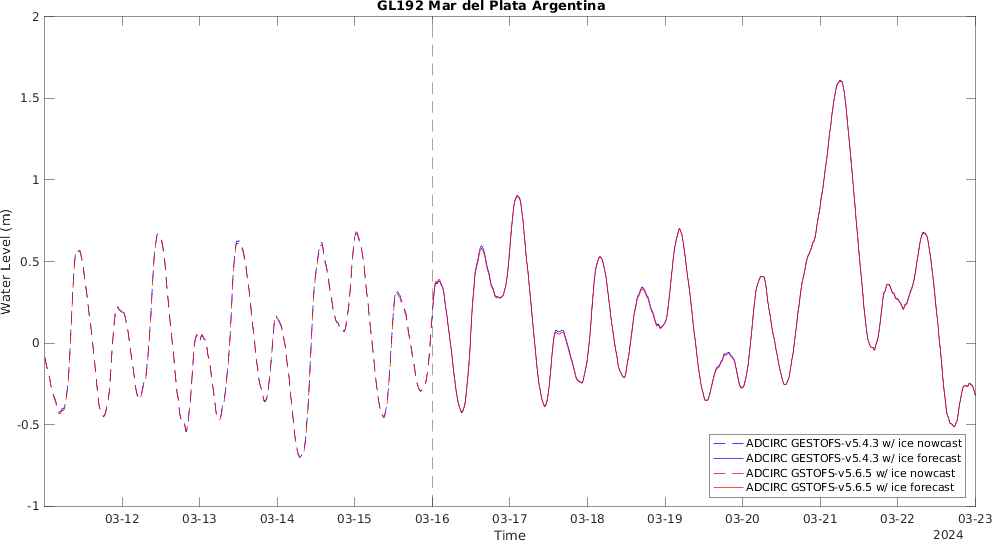 GL192 Mar del Plata Argentina
2
1.5
1
0.5
0
-0.5
-1
Water Level (m)
ADCIRC GESTOFS-v5.4.3 w/ ice nowcast
ADCIRC GESTOFS-v5.4.3 w/ ice forecast
ADCIRC GSTOFS-v5.6.5 w/ ice nowcast
ADCIRC GSTOFS-v5.6.5 w/ ice forecast
03-12 03-13 03-14 03-15 03-16 03-17 03-18 03-19 03-20 03-21 03-22 03-23
Time
2024